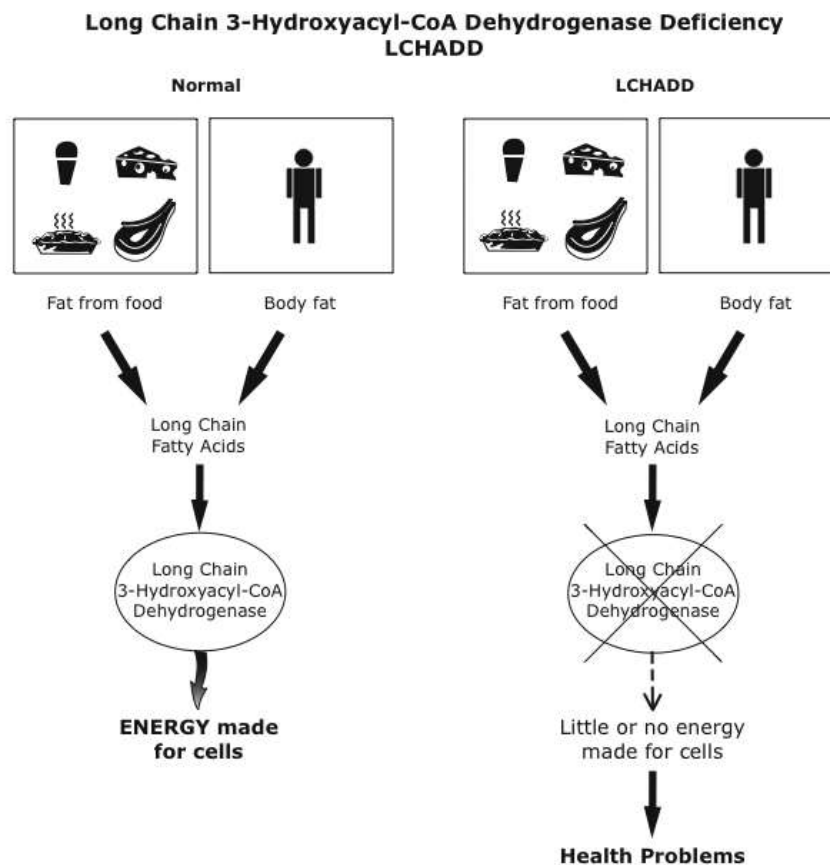 Long Chain 3-Hydroxyacyl-CoA Dehydrogenase Deficiency
LCHADD
Normal
Fat from food
Body fat
Long Chain
Fatty Acids
Long Chain
3-Hydroxyacyl-CoA
Dehydrogenase
ENERGY made
for cells
LCHADD
Fat from food
Body fat
Long Chain
Fatty Acids
Long Chain
3-Hydroxyacyl-CoA
Dehydrogenase
Little or no energy
made for cells
Health Problems